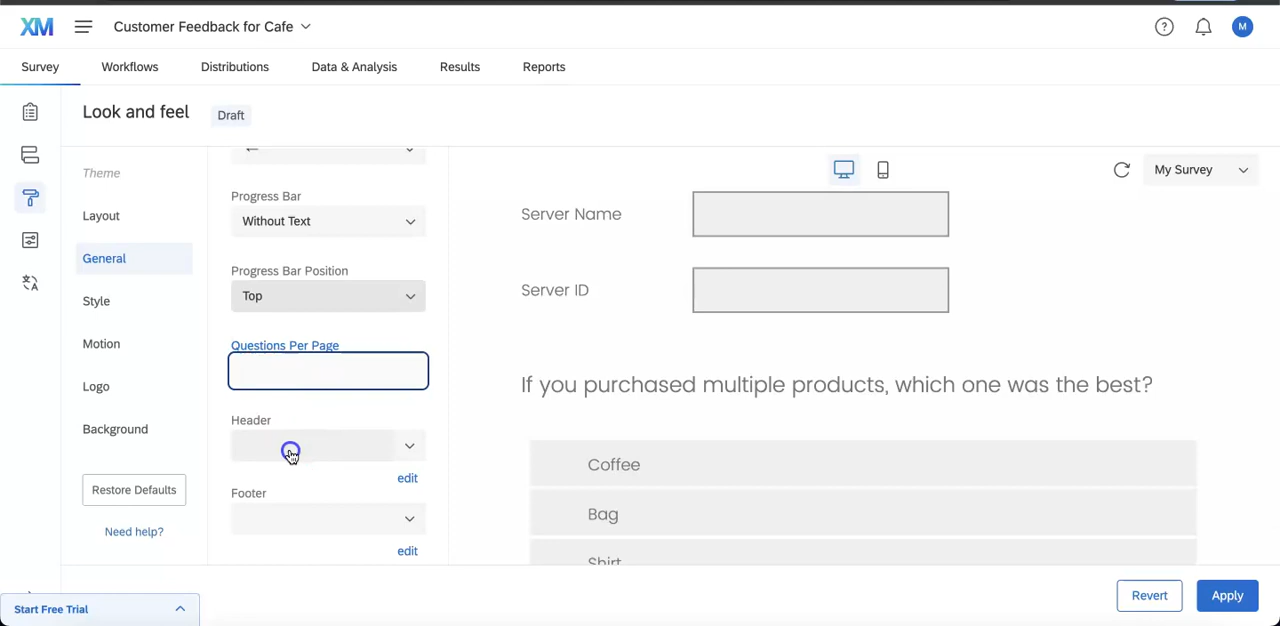 XM Customer Feedback for Cafe M
Survey Workflows Distributions Data & Analysis Results Reports
Look and feel Draft
Theme
Layout
General
Style
Motion
Logo
Background
Restore Defaults
Need help?
Start Free Trial
Progress Bar
Without Text
Progress Bar Position
Top
Questions Per Page
Header
edit
Footer
edit
My Survey
Server Name
Server ID
If you purchased multiple products, which one was the best?
Coffee
Bag
Shirt
Revert Apply